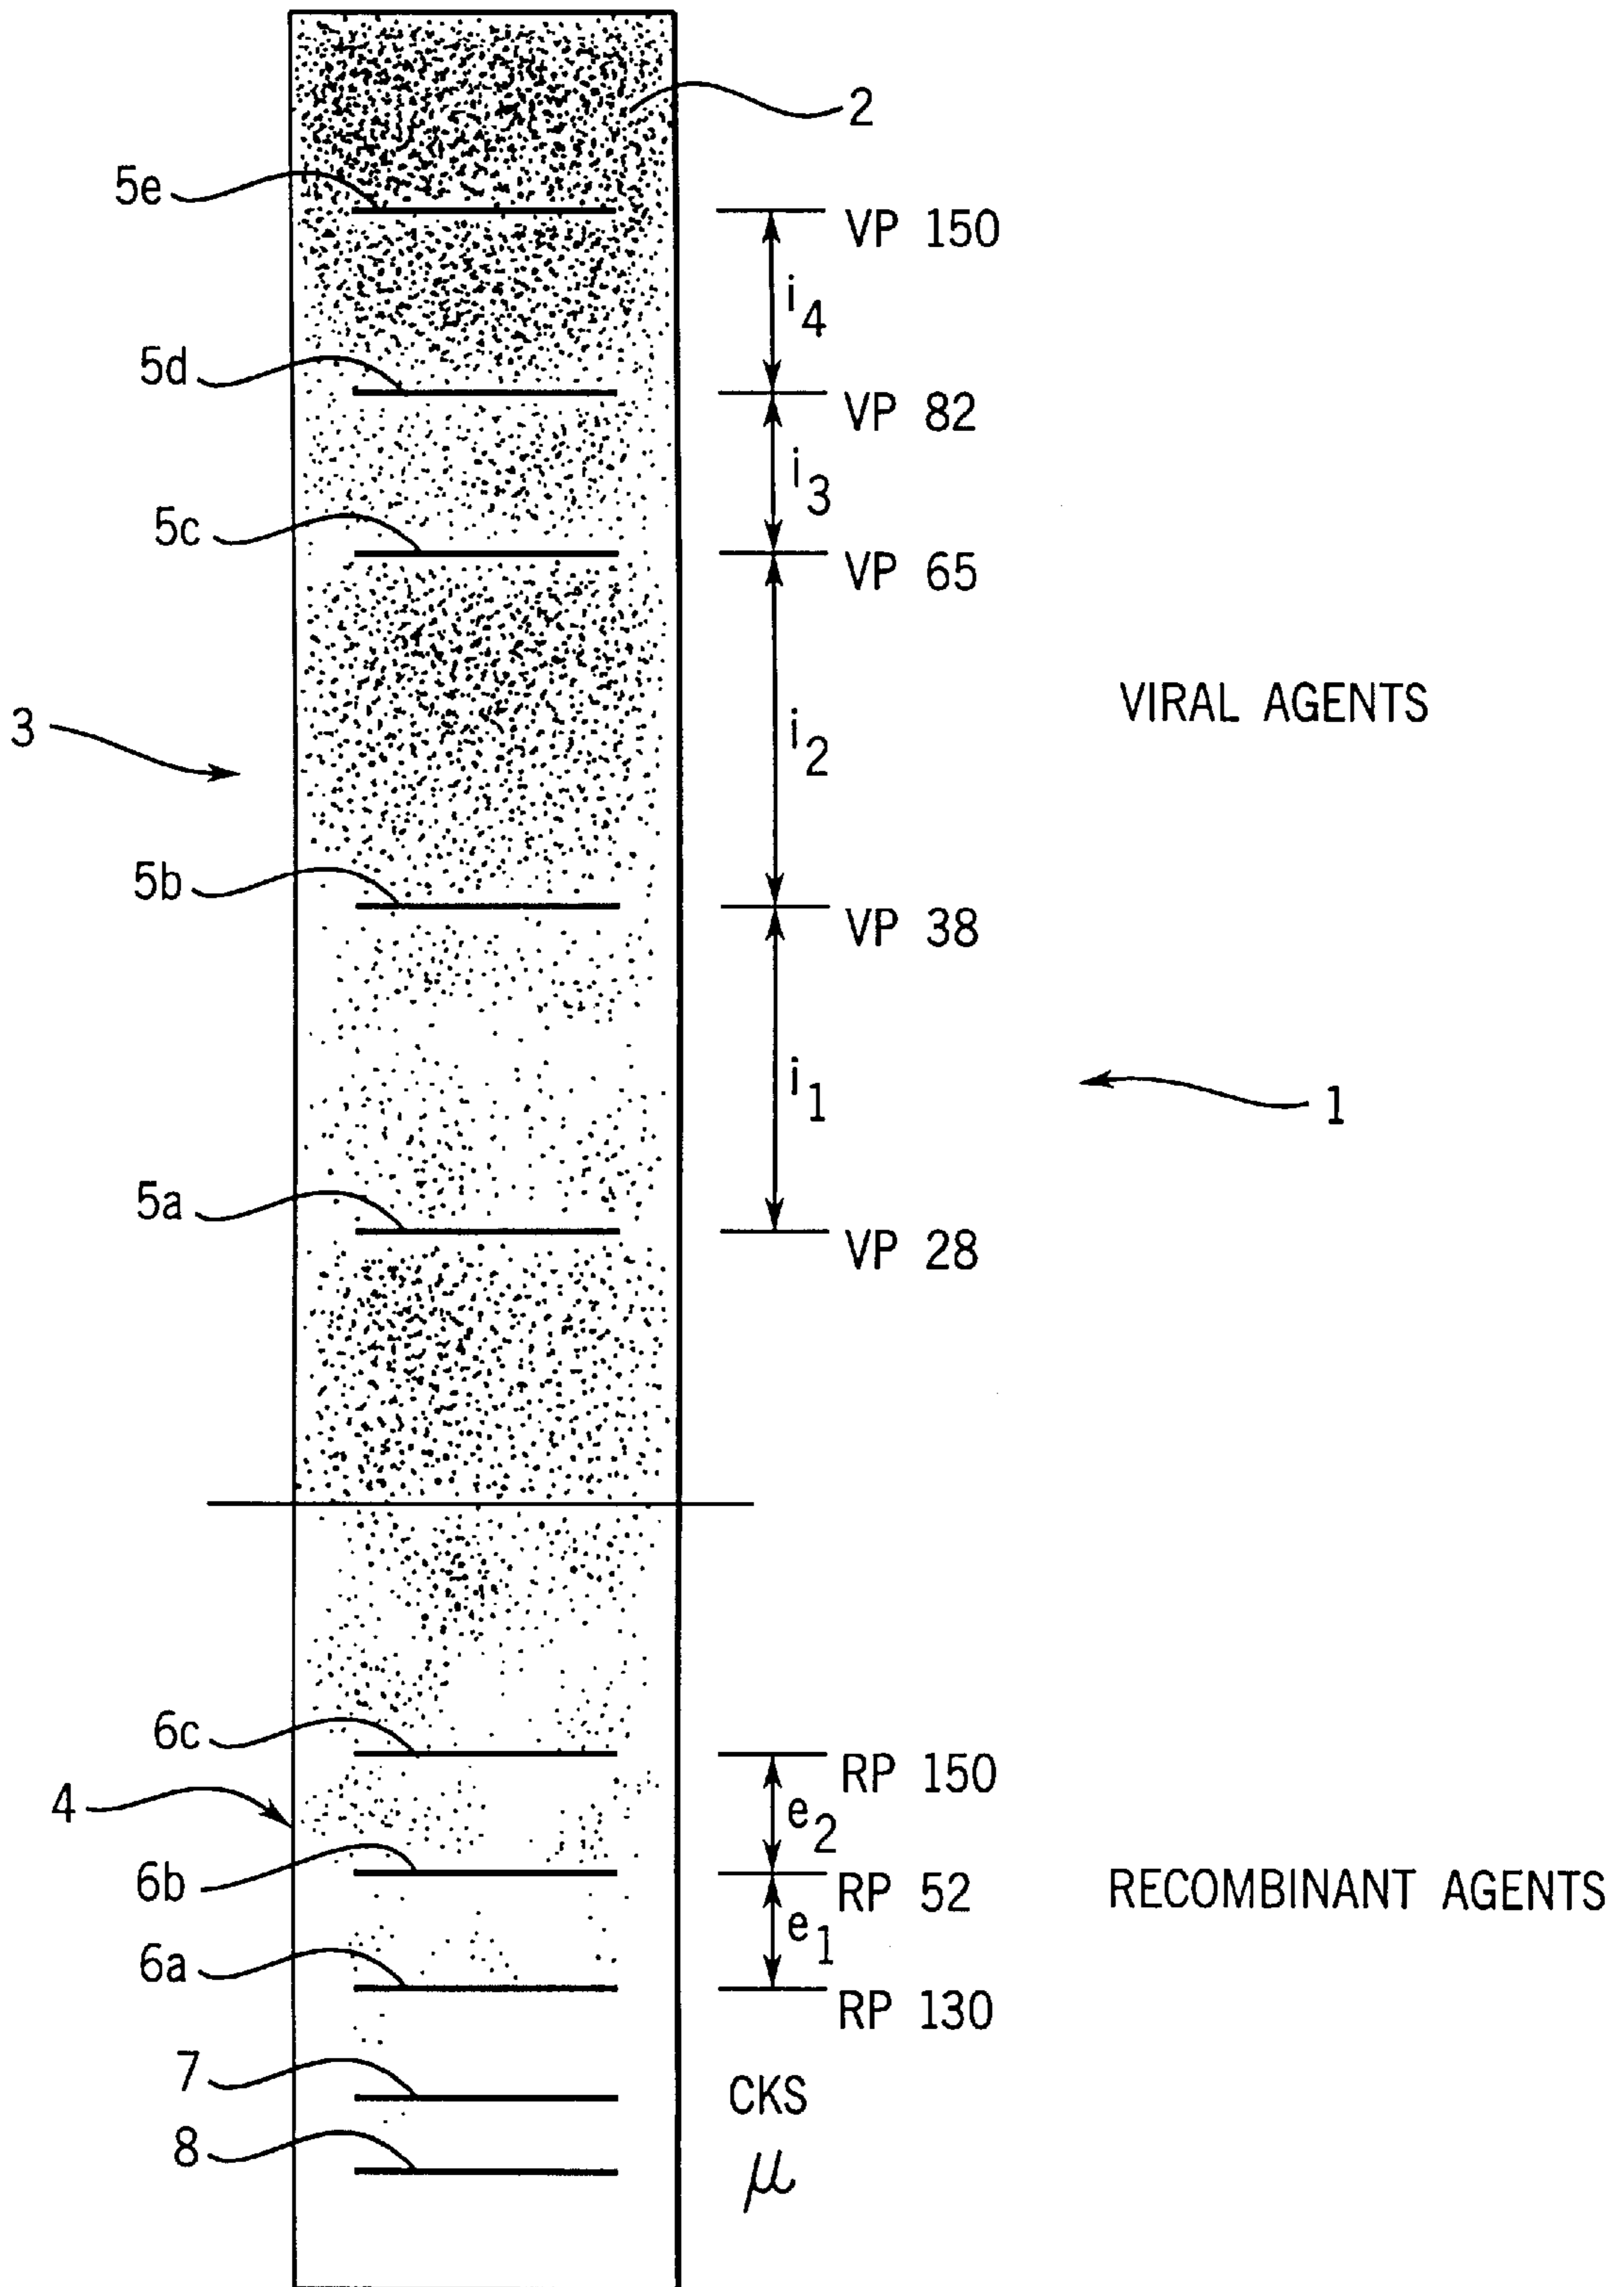 2
5e
VP 150
i4
5d
VP 82
i3
5c
VP 65
3
VIRAL AGENTS
i2
5b
VP 38
i1
1
5a
VP 28
6c
RP 150
4
e2
6b
RP 52
RECOMBINANT AGENTS
e1
6a
RP 130
7
CKS
8
μ